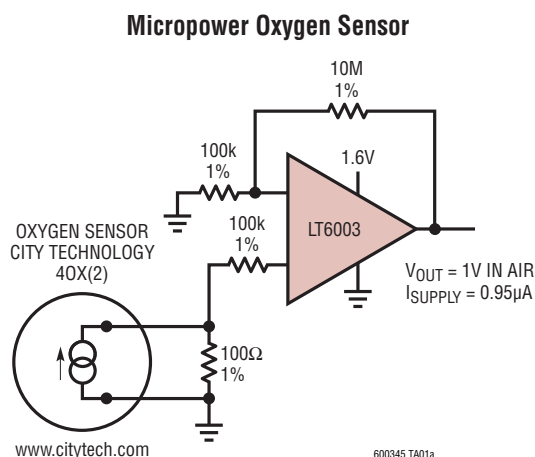 Micropower Oxygen Sensor
10M
1%
100k
1%
1.6V
100k
1%
LT6003
OXYGEN SENSOR
CITY TECHNOLOGY
40X(2)
VOUT = 1V IN AIR
ISUPPLY = 0.95µA
100Ω
1%
www.citytech.com
600345 TA01a